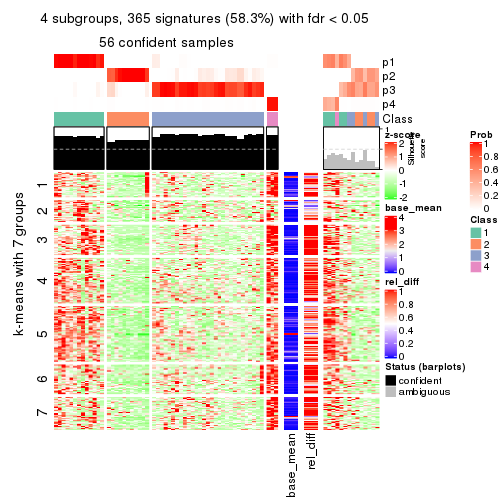 4 subgroups, 365 signatures (58.3%) with fdr < 0.05
56 confident samples
p1
p2
p3
p4
Class
1
Silhouette
score
z-score
2
1
0
-1
-2
base_mean
4
3
2
1
0
rel_diff
1
0.8
0.6
0.4
0.2
0
Status (barplots)
confident
ambiguous
Prob
1
0.8
0.6
0.4
0.2
0
Class
1
2
3
4
k-means with 7 groups
1
2
3
4
5
6
7
base_mean
rel_diff